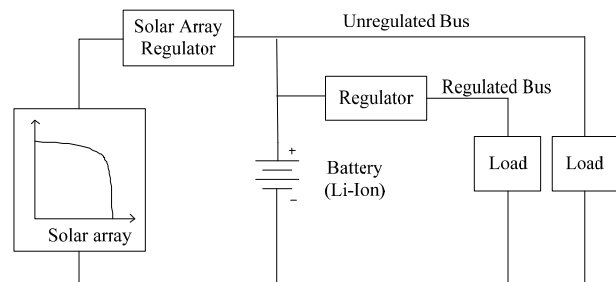 Solar Array
Regulator
Unregulated Bus
Regulator
Regulated Bus
+
Battery
(Li-Ion)
−
Load
Load
Solar array